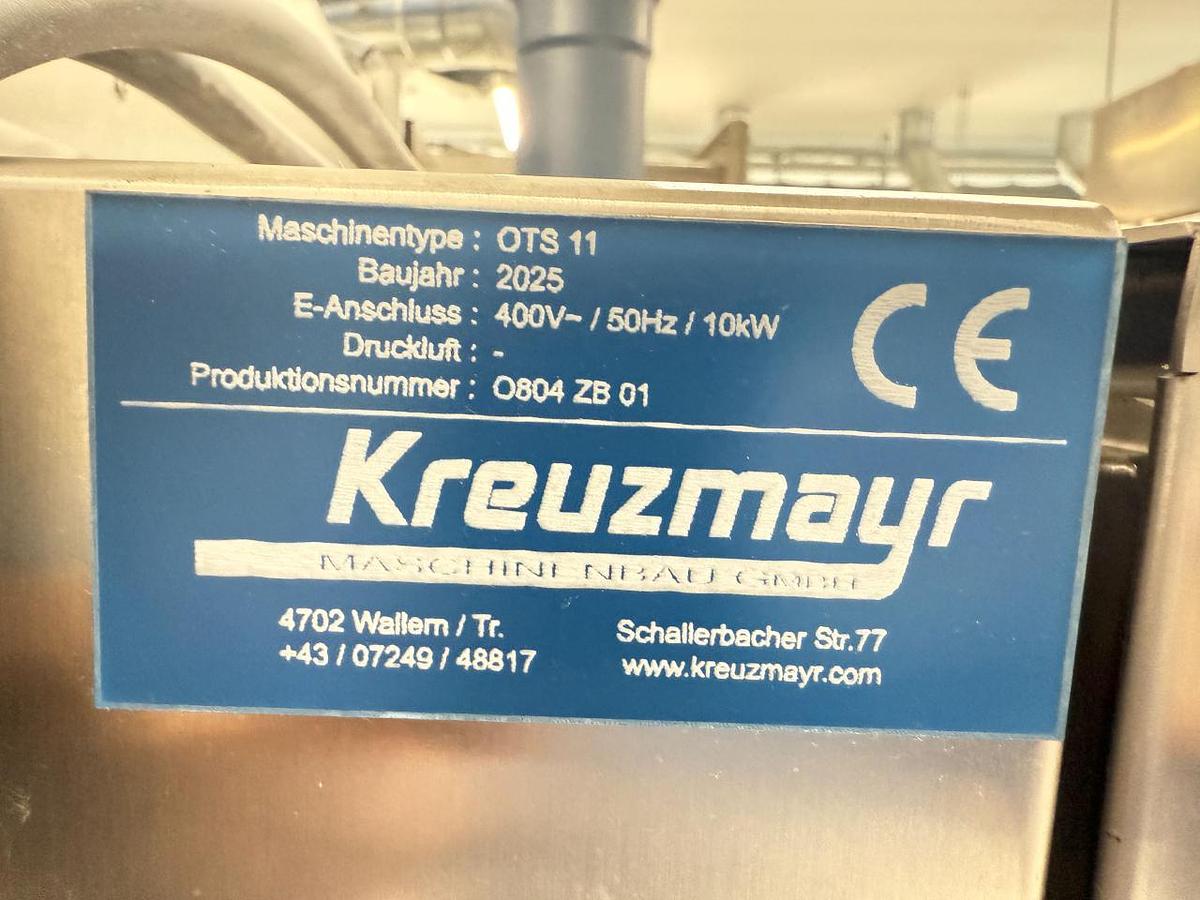 Maschinentype : OTS 11
Baujahr : 2025
E-Anschluss : 400V~ / 50Hz / 10kW
Druckluft : -
Produktionsnummer : O804 ZB 01
CE
Kreuzmayr
MASCHINENBAU GMBH
4702 Wallern / Tr.
Schallerbacher Str.77
+43 / 07249 / 48817
www.kreuzmayr.com